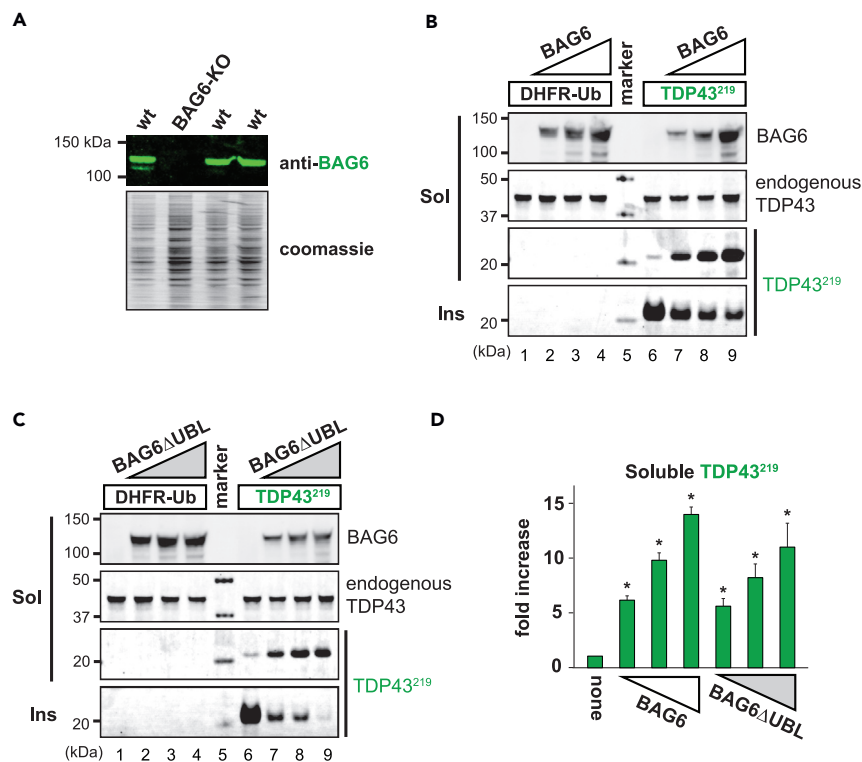 A
wt
BAG6-KO
wt
wt
150 kDa
100
anti-BAG6
coomassie
B
BAG6
marker
BAG6
DHFR-Ub
TDP43²¹⁹
150
100
BAG6
50
37
endogenous
TDP43
Sol
20
TDP43²¹⁹
Ins
20
(kDa) 1 2 3 4 5 6 7 8 9
C
BAG6ΔUBL
marker
BAG6ΔUBL
DHFR-Ub
TDP43²¹⁹
150
100
BAG6
50
37
endogenous
TDP43
Sol
20
TDP43²¹⁹
Ins
20
(kDa) 1 2 3 4 5 6 7 8 9
D
Soluble TDP43²¹⁹
fold increase
15
10
5
0
* * * * * *
none
BAG6
BAG6ΔUBL